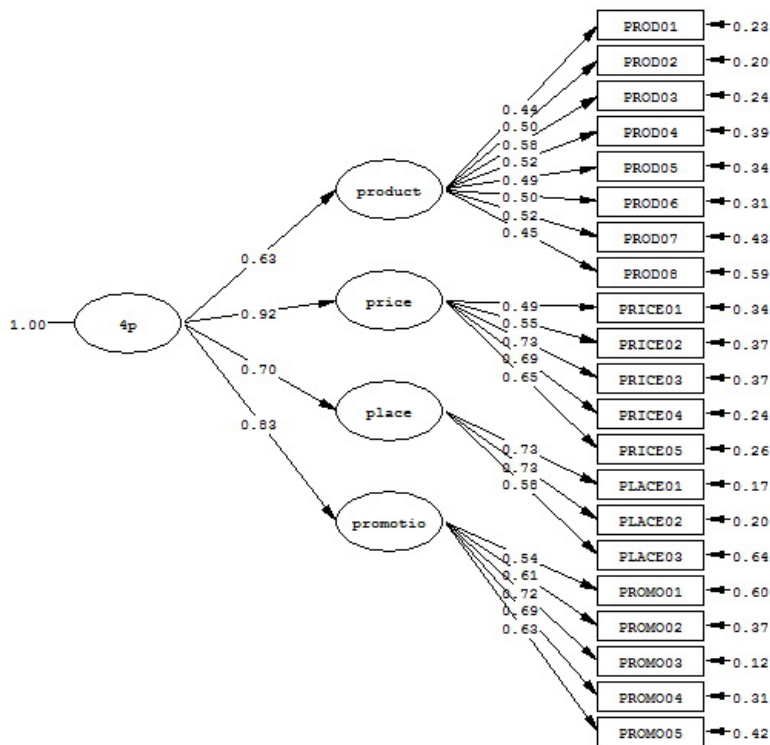 PROD01 0.23
PROD02 0.20
PROD03 0.24
PROD04 0.39
PROD05 0.34
PROD06 0.31
PROD07 0.43
PROD08 0.59
PRICE01 0.34
PRICE02 0.37
PRICE03 0.37
PRICE04 0.24
PRICE05 0.26
PLACE01 0.17
PLACE02 0.20
PLACE03 0.64
PROMO01 0.60
PROMO02 0.37
PROMO03 0.12
PROMO04 0.31
PROMO05 0.42
0.44
0.50
0.58
0.52
0.49
0.50
0.52
0.45
0.49
0.55
0.73
0.69
0.65
0.73
0.73
0.58
0.54
0.61
0.72
0.69
0.63
product
price
place
promotio
0.63
0.92
0.70
0.83
1.00 4p